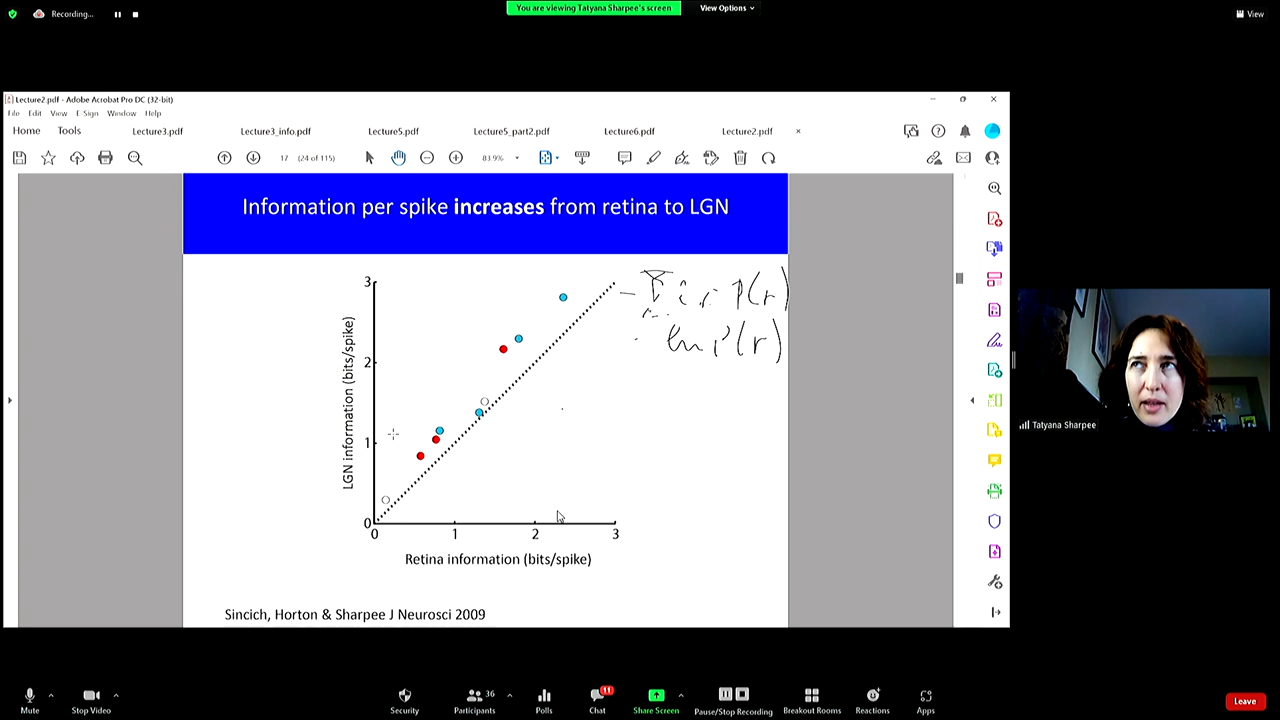 Recording...
You are viewing Tatyana Sharpee's screen
View Options
View
Lecture2.pdf - Adobe Acrobat Pro DC (32-bit)
File Edit View E-Sign Window Help
Home Tools Lecture3.pdf Lecture3_info.pdf Lecture5.pdf Lecture5_part2.pdf Lecture6.pdf Lecture2.pdf ×
17 (24 of 115) 83.9%
Information per spike increases from retina to LGN
3
2
1
0
LGN information (bits/spike)
0 1 2 3
Retina information (bits/spike)
P(r)
ln P(r)
Sincich, Horton & Sharpee J Neurosci 2009
Tatyana Sharpee
Mute Stop Video Security Participants 36 Polls Chat 11 Share Screen Pause/Stop Recording Breakout Rooms Reactions Apps Leave